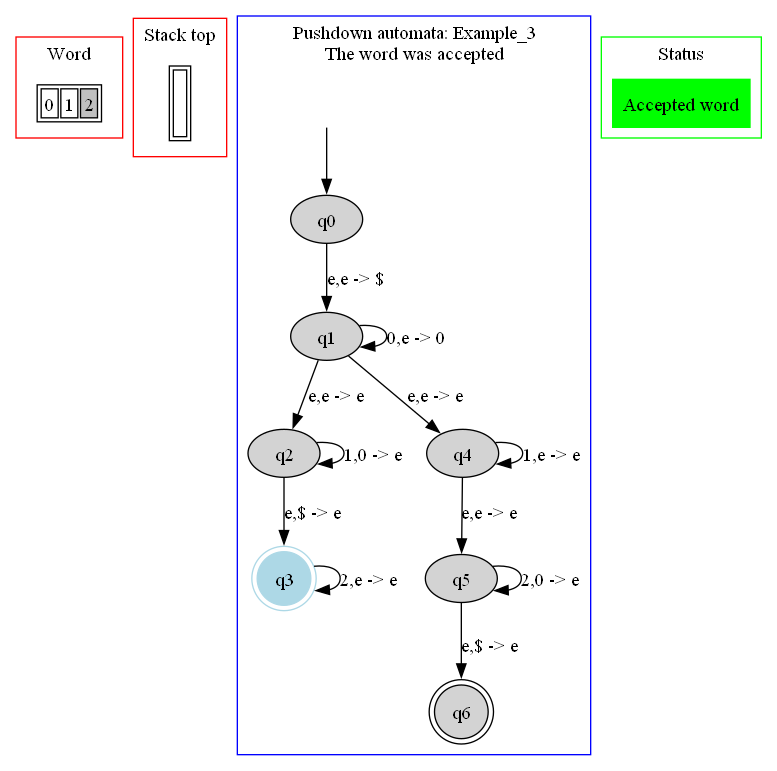 Word
0 1 2
Stack top
Pushdown automata: Example_3
The word was accepted
q0
e,e -> $
q1
0,e -> 0
e,e -> e
e,e -> e
q2
1,0 -> e
q4
1,e -> e
e,$ -> e
e,e -> e
q3
2,e -> e
q5
2,0 -> e
e,$ -> e
q6
Status
Accepted word